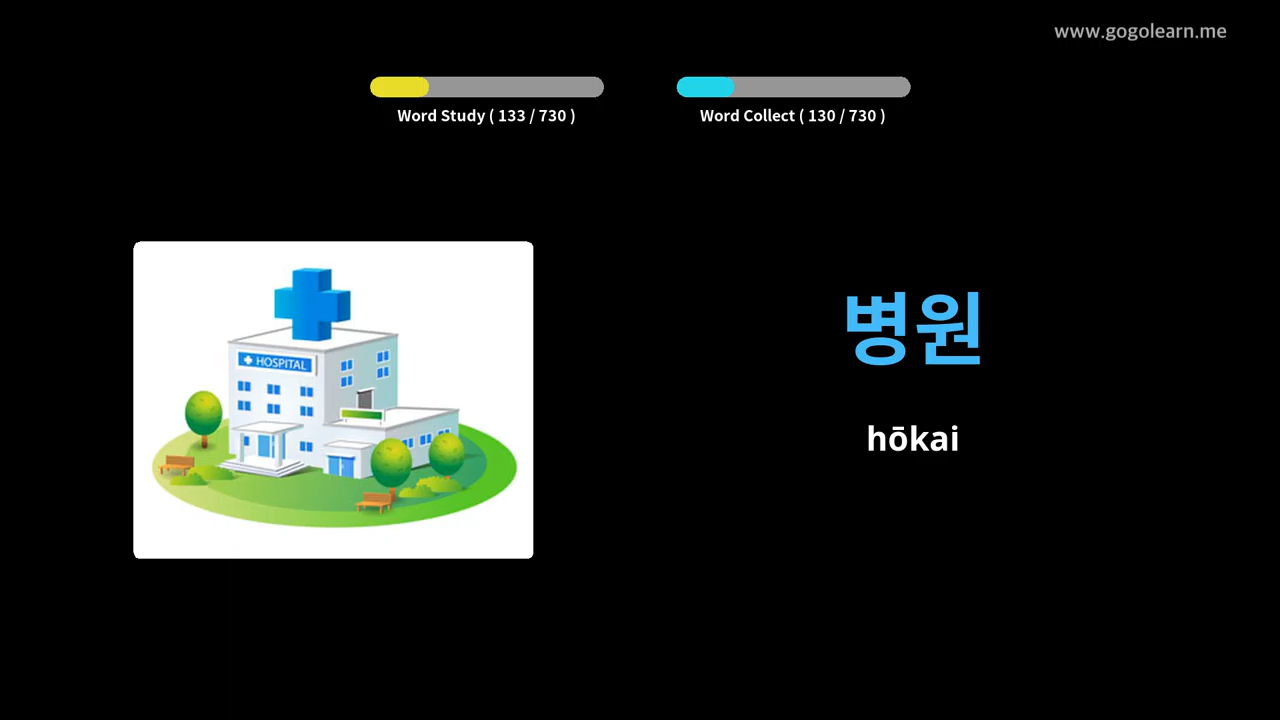 www.gogolearn.me
Word Study ( 133 / 730 )
Word Collect ( 130 / 730 )
HOSPITAL
병원
hōkai